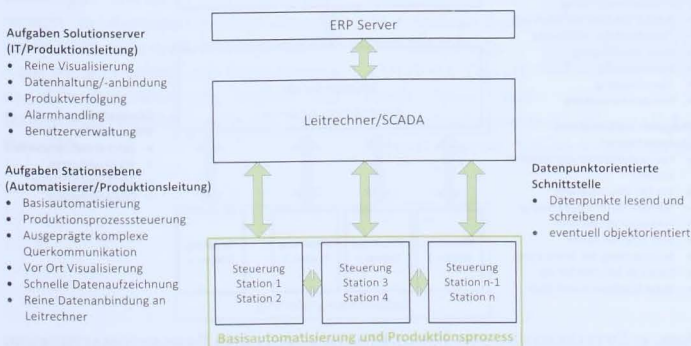 Aufgaben Solutionserver
(IT/Produktionsleitung)
• Reine Visualisierung
• Datenhaltung/-anbindung
• Produktverfolgung
• Alarmhandling
• Benutzerverwaltung
Aufgaben Stationsebene
(Automatisierer/Produktionsleitung)
• Basisautomatisierung
• Produktionsprozesssteuerung
• Ausgeprägte komplexe
Querkommunikation
• Vor Ort Visualisierung
• Schnelle Datenaufzeichnung
• Reine Datenanbindung an
Leitrechner
ERP Server
Leitrechner/SCADA
Steuerung
Station 1
Station 2
Steuerung
Station 3
Station 4
Steuerung
Station n-1
Station n
Basisautomatisierung und Produktionsprozess
Datenpunktorientierte
Schnittstelle
• Datenpunkte lesend und
schreibend
• eventuell objektorientiert